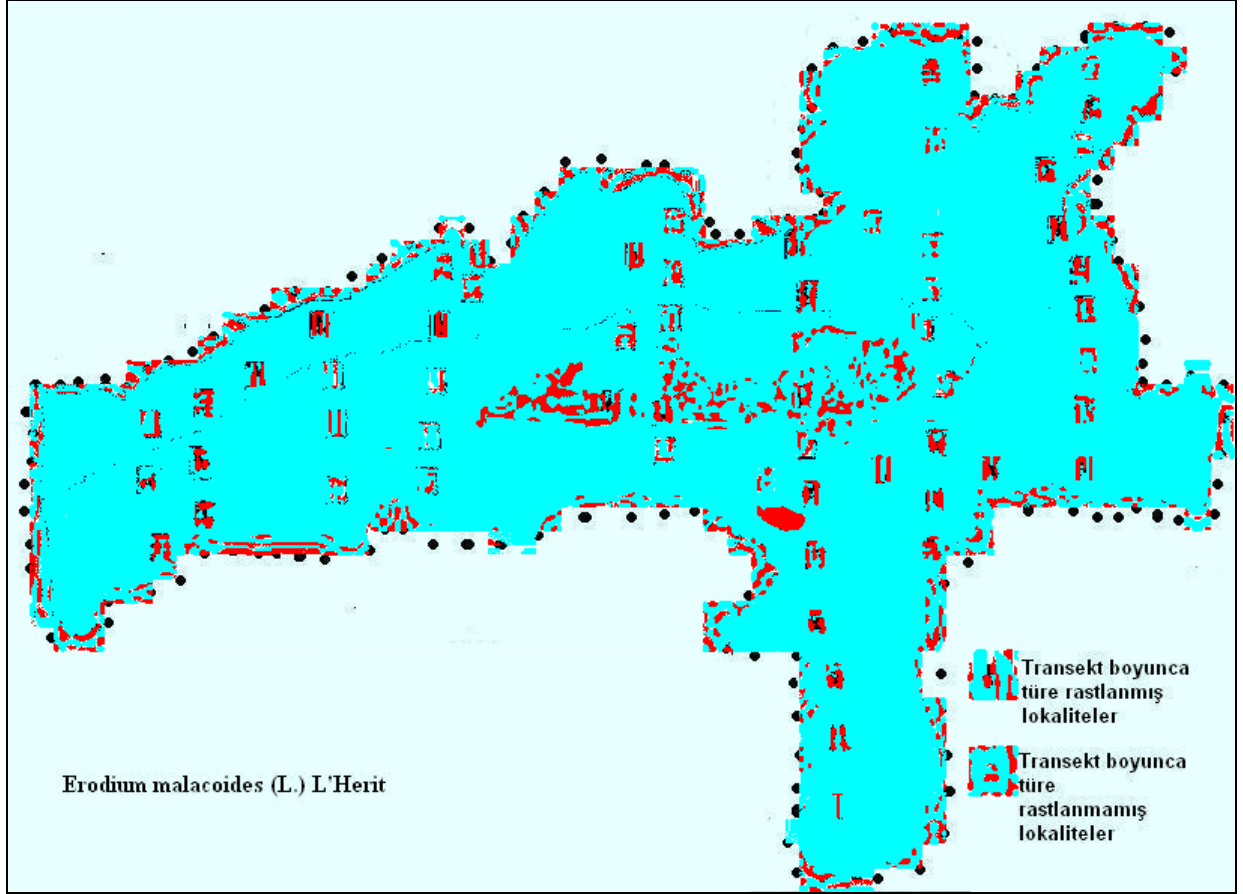 Transekt boyunca
türe rastlanmış
lokaliteler
Transekt boyunca
türe
rastlanmamış
lokaliteler
Erodium malacoides (L.) L'Herit